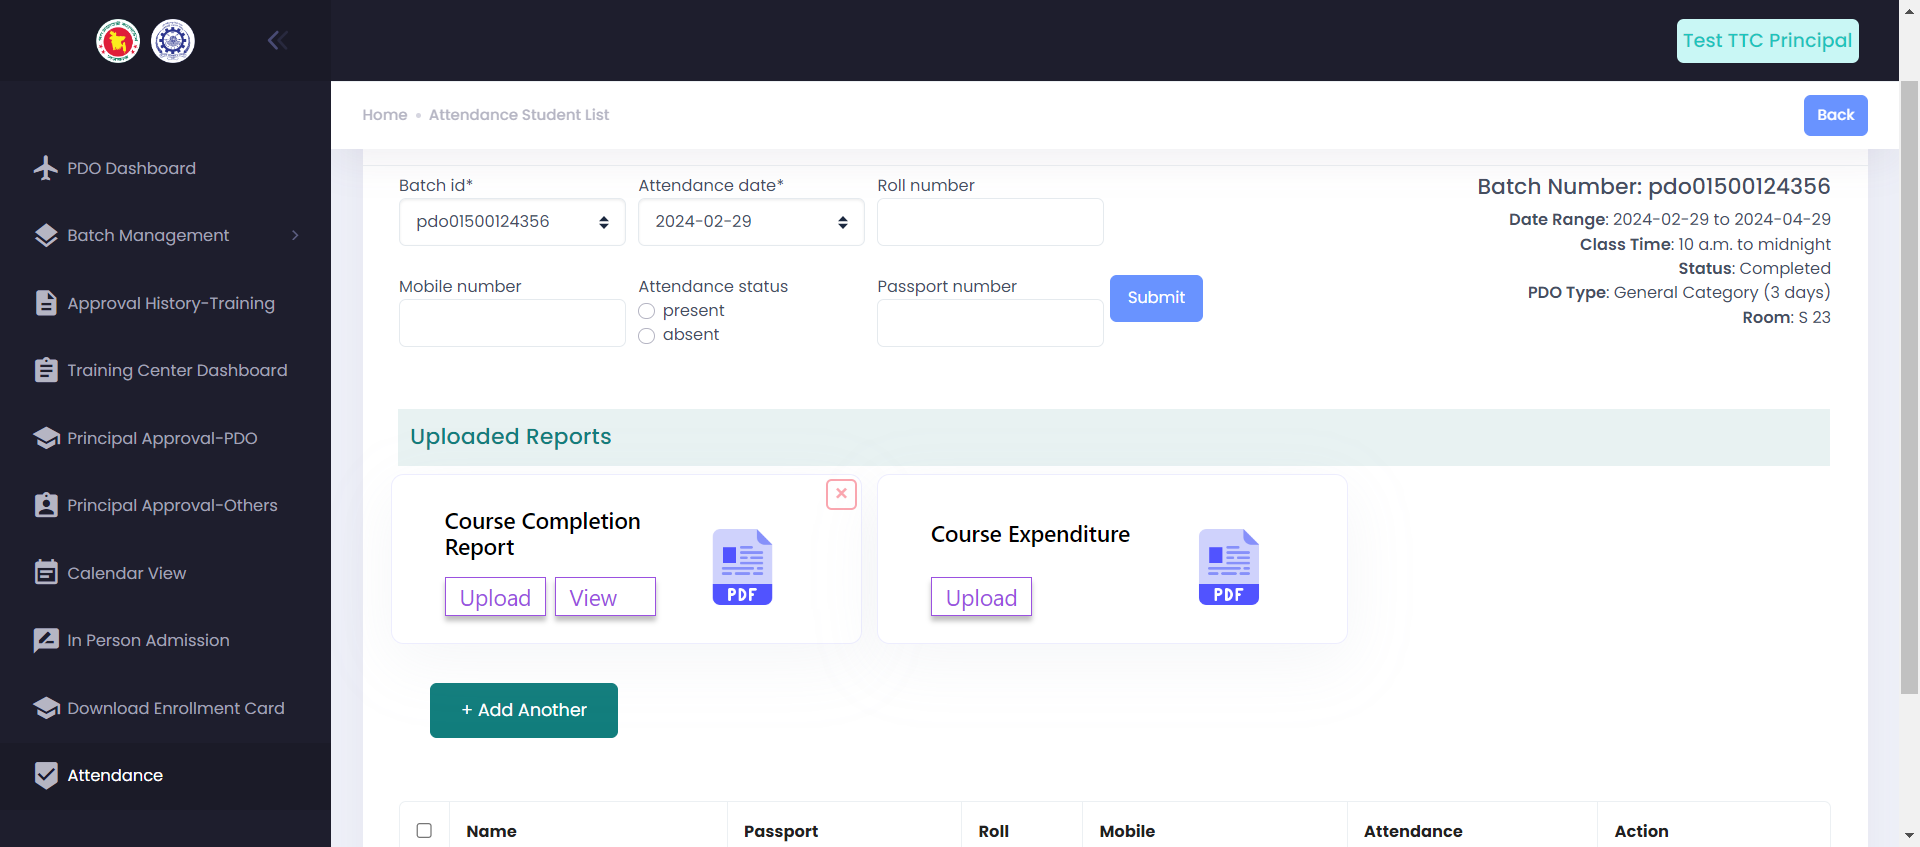 Test TTC Principal
Home • Attendance Student List
Back
PDO Dashboard
Batch Management
Approval History-Training
Training Center Dashboard
Principal Approval-PDO
Principal Approval-Others
Calendar View
In Person Admission
Download Enrollment Card
Attendance
Batch id*
Attendance date*
Roll number
pdo01500124356
2024-02-29
Mobile number
Attendance status
Passport number
present
absent
Submit
Batch Number: pdo01500124356
Date Range: 2024-02-29 to 2024-04-29
Class Time: 10 a.m. to midnight
Status: Completed
PDO Type: General Category (3 days)
Room: S 23
Uploaded Reports
Course Completion
Report
Upload
View
PDF
Course Expenditure
Upload
PDF
+ Add Another
Name
Passport
Roll
Mobile
Attendance
Action